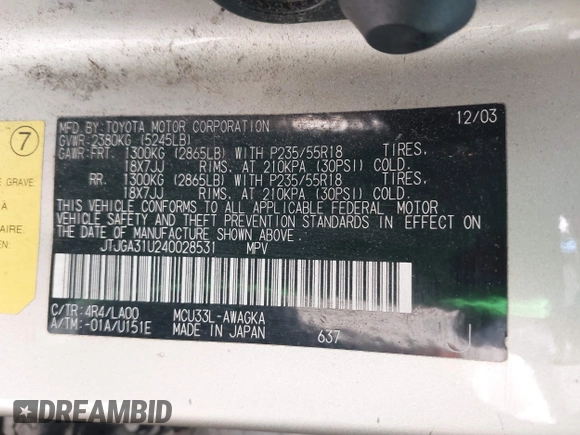 7
E GRAVE
À
AIRE.
12/03
MFD.BY:TOYOTA MOTOR CORPORATION
GVWR-2380KG (5245LB)
GAWR:FRT. 1300KG (2865LB) WITH P235/55R18 TIRES,
18X7JJ RIMS. AT 210KPA (30PSI) COLD.
RR. 1300KG (2865LB) WITH P235/55R18 TIRES,
18X7JJ RIMS. AT 210KPA (30PSI) COLD.
THIS VEHICLE CONFORMS TO ALL APPLICABLE FEDERAL MOTOR
VEHICLE SAFETY AND THEFT PREVENTION STANDARDS IN EFFECT ON
THE DATE OF MANUFACTURE SHOWN ABOVE.
JTJGA31U240028531 MPV
C/TR:4R4/LA00 MCU33L-AWAGKA
A/TM:-01A/U151E MADE IN JAPAN 637
DREAMBID